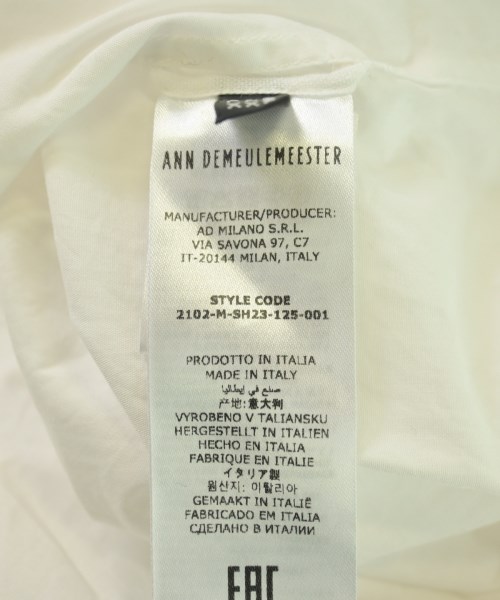 ANN DEMEULEMEESTER
MANUFACTURER/PRODUCER:
AD MILANO S.R.L.
VIA SAVONA 97, C7
IT-20144 MILAN, ITALY
STYLE CODE
2102-M-SH23-125-001
PRODOTTO IN ITALIA
MADE IN ITALY
صنع في إيطاليا
产地:意大利
VYROBENO V TALIANSKU
HERGESTELLT IN ITALIEN
HECHO EN ITALIA
FABRIQUE EN ITALIE
イタリア製
원산지: 이탈리아
GEMAAKT IN ITALIË
FABRICADO EM ITALIA
СДЕЛАНО В ИТАЛИИ
EAC